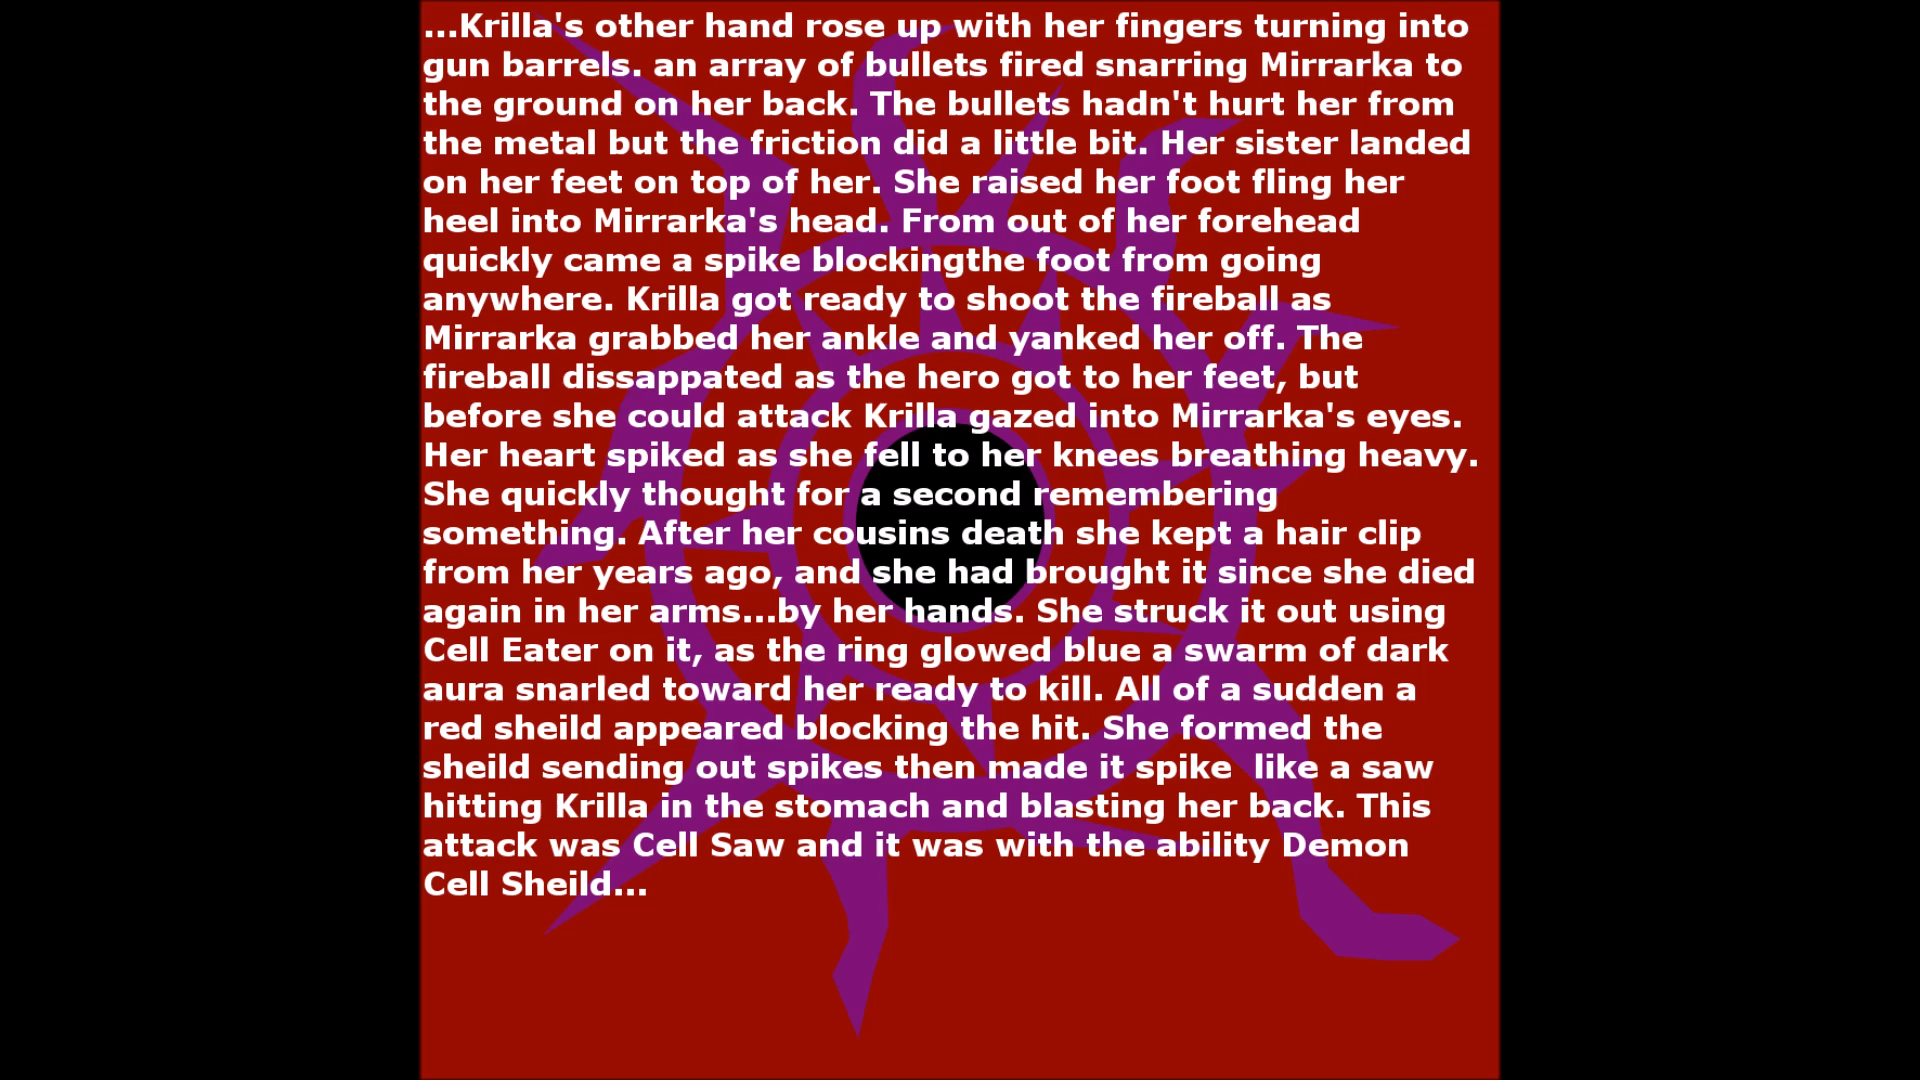 ...Krilla's other hand rose up with her fingers turning into
gun barrels. an array of bullets fired snarring Mirrarka to
the ground on her back. The bullets hadn't hurt her from
the metal but the friction did a little bit. Her sister landed
on her feet on top of her. She raised her foot fling her
heel into Mirrarka's head. From out of her forehead
quickly came a spike blockingthe foot from going
anywhere. Krilla got ready to shoot the fireball as
Mirrarka grabbed her ankle and yanked her off. The
fireball dissappated as the hero got to her feet, but
before she could attack Krilla gazed into Mirrarka's eyes.
Her heart spiked as she fell to her knees breathing heavy.
She quickly thought for a second remembering
something. After her cousins death she kept a hair clip
from her years ago, and she had brought it since she died
again in her arms...by her hands. She struck it out using
Cell Eater on it, as the ring glowed blue a swarm of dark
aura snarled toward her ready to kill. All of a sudden a
red sheild appeared blocking the hit. She formed the
sheild sending out spikes then made it spike  like a saw
hitting Krilla in the stomach and blasting her back. This
attack was Cell Saw and it was with the ability Demon
Cell Sheild...